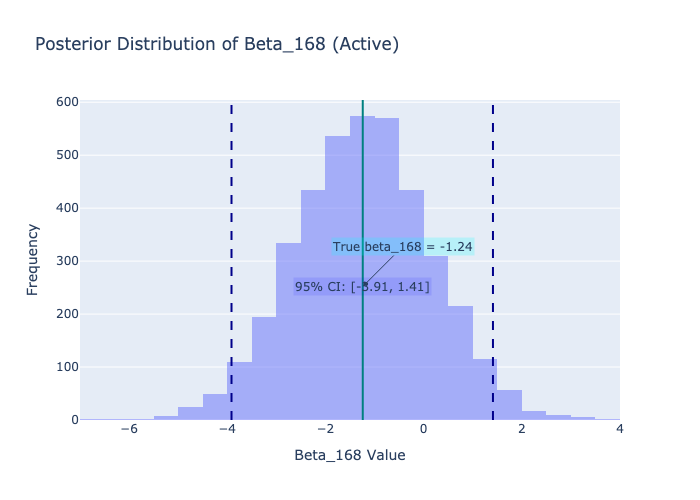 Posterior Distribution of Beta_168 (Active)
600
500
400
300
200
100
0
Frequency
True beta_168 = -1.24
95% CI: [-3.91, 1.41]
−6
−4
−2
0
2
4
Beta_168 Value